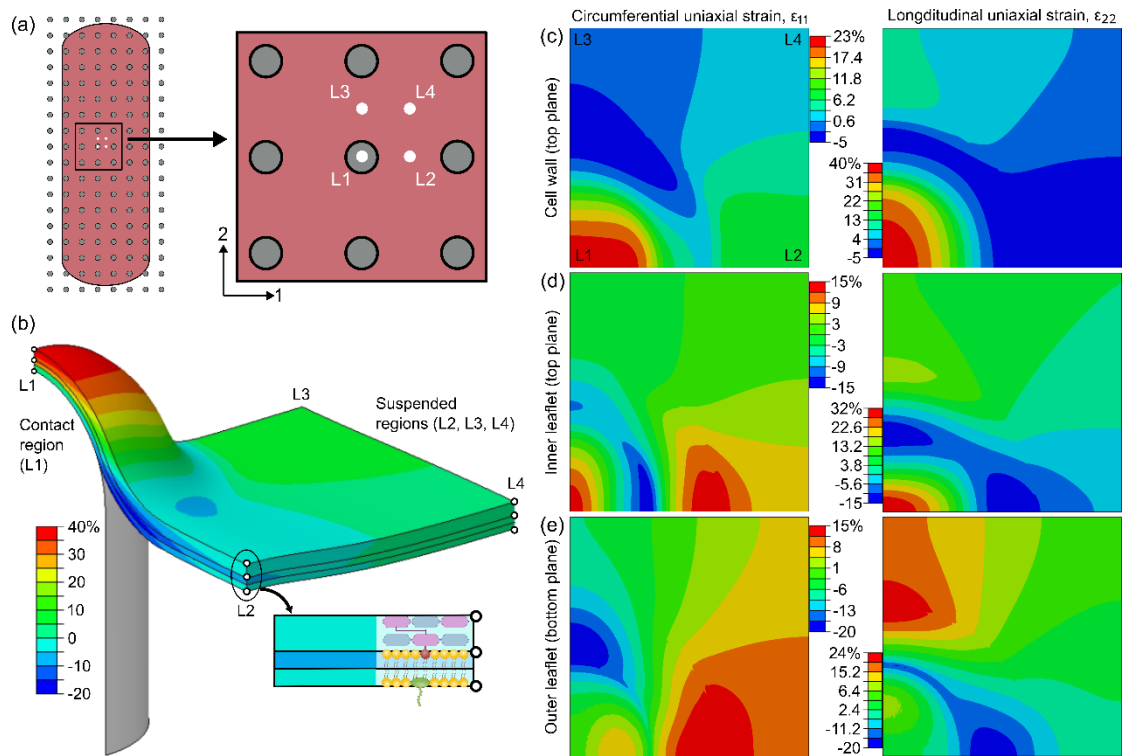 (a)
L3
L4
L1
L2
2
1
(b)
L1
Contact
region
(L1)
L3
Suspended
regions (L2, L3, L4)
L4
L2
40%
30
20
10
0
-10
-20
Circumferential uniaxial strain, ε11
Longditudinal uniaxial strain, ε22
(c)
Cell wall (top plane)
L3
L4
L1
L2
23%
17.4
11.8
6.2
0.6
-5
40%
31
22
13
4
-5
(d)
Inner leaflet (top plane)
15%
9
3
-3
-9
-15
32%
22.6
13.2
3.8
-5.6
-15
(e)
Outer leaflet (bottom plane)
15%
8
1
-6
-13
-20
24%
15.2
6.4
2.4
-11.2
-20